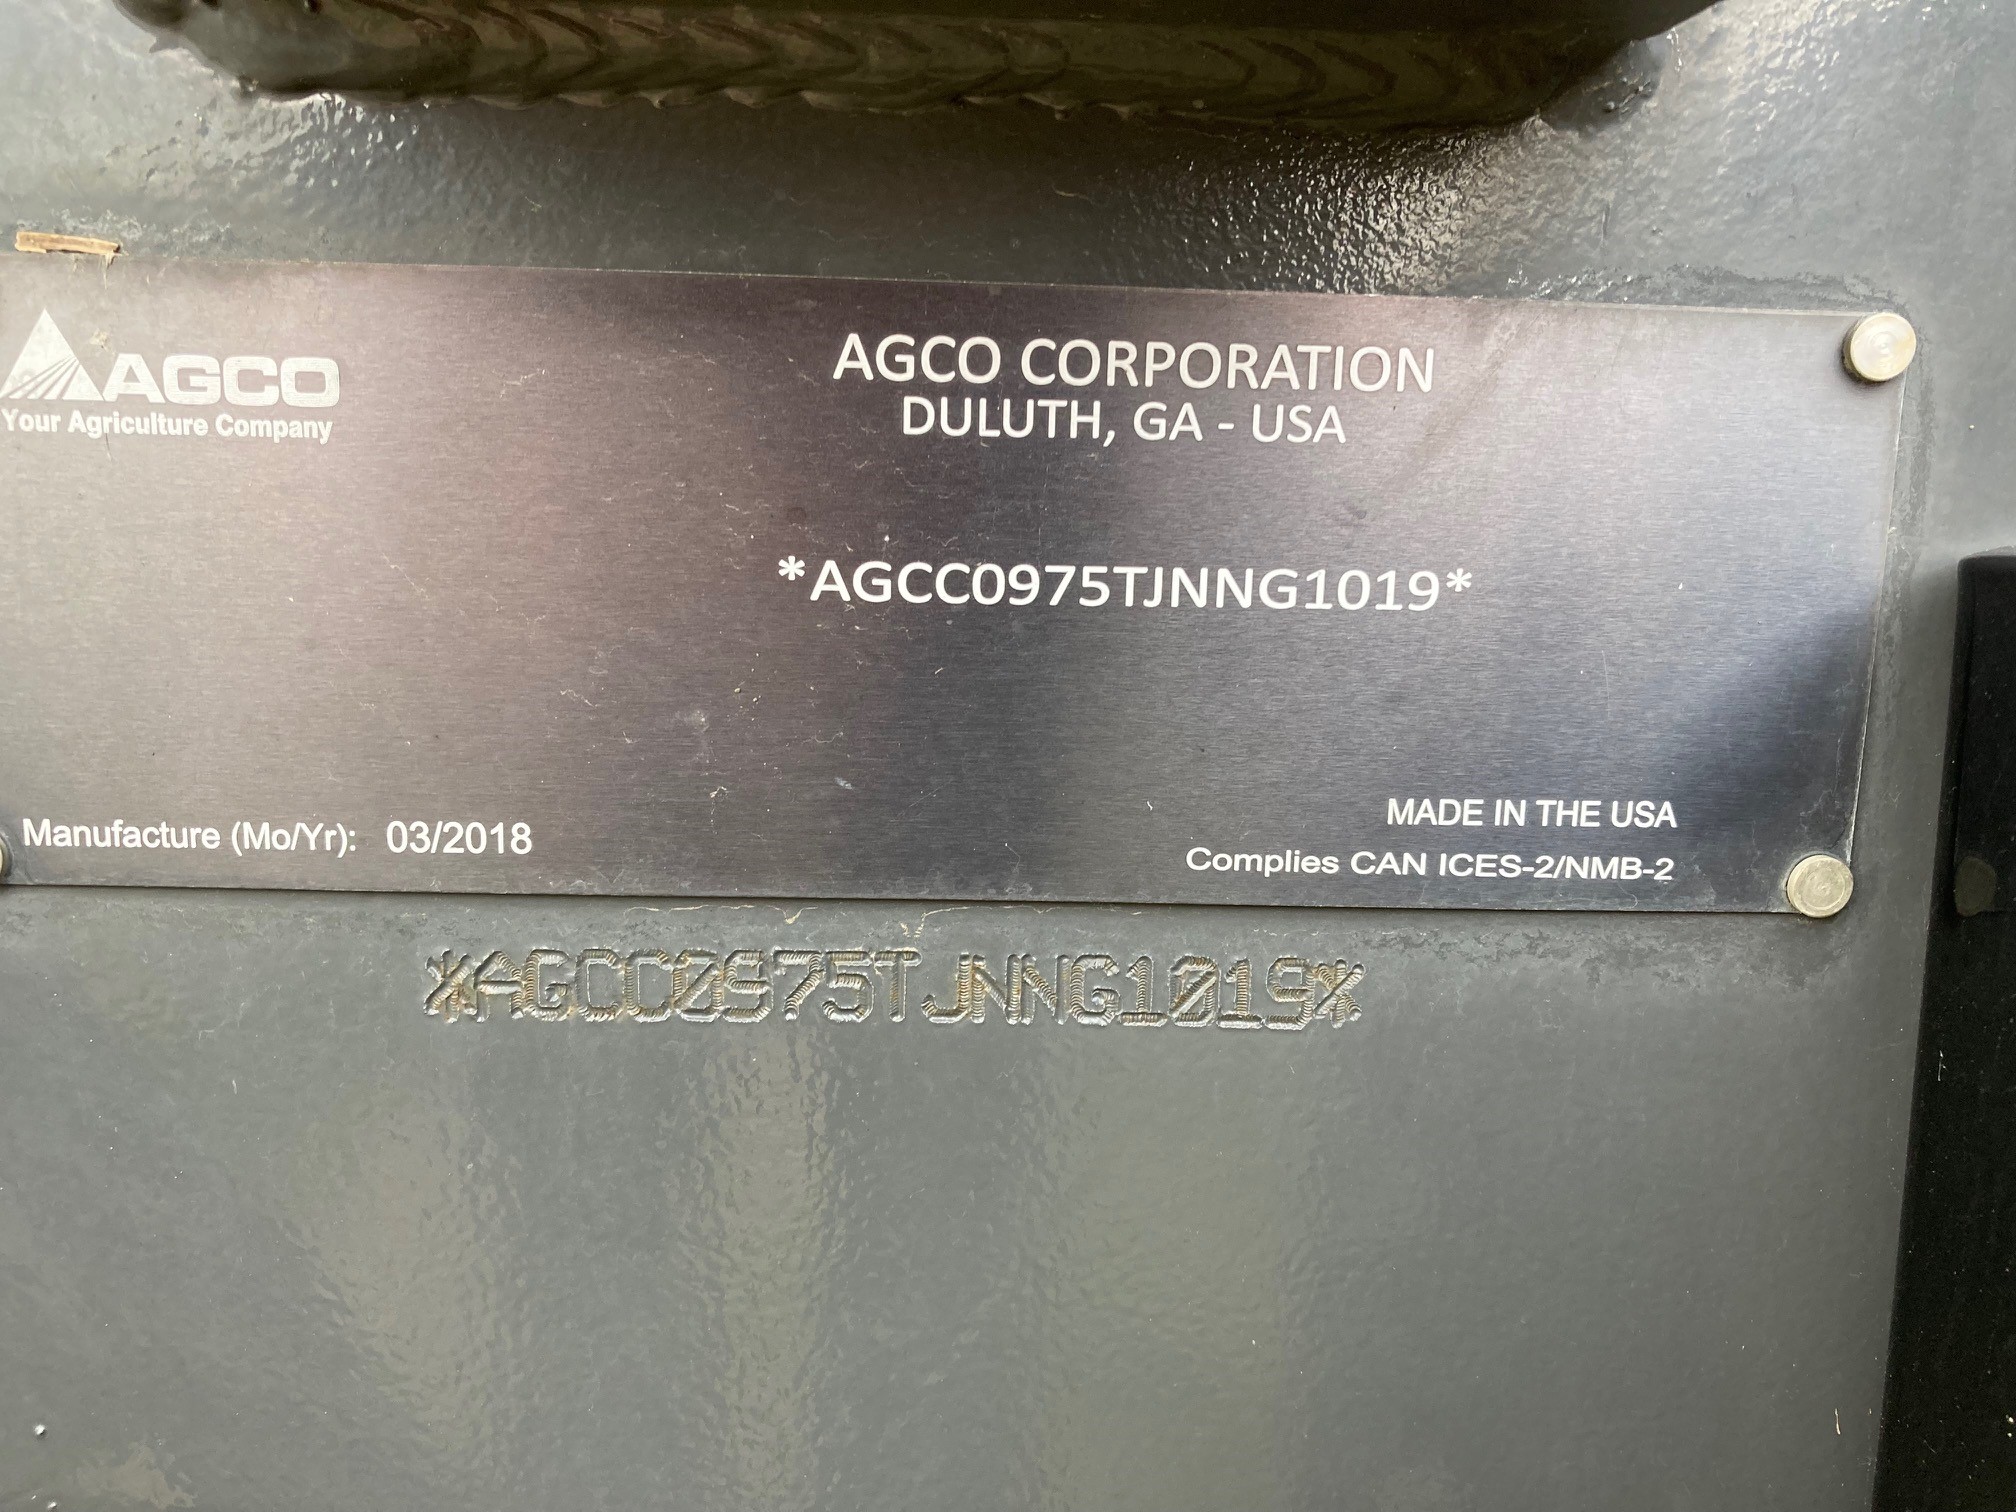 AGCO
Your Agriculture Company
AGCO CORPORATION
DULUTH, GA - USA
*AGCC0975TJNNG1019*
Manufacture (Mo/Yr): 03/2018
MADE IN THE USA
Complies CAN ICES-2/NMB-2
*AGCC0975TJNNG1019*